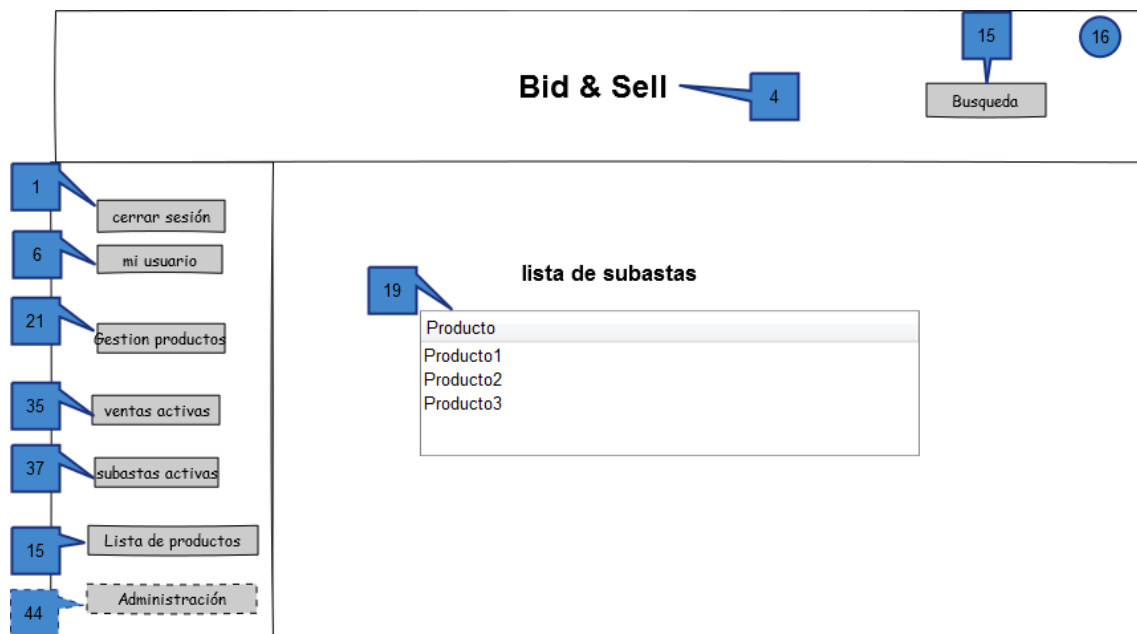 15
16
Bid & Sell
4
Busqueda
1
cerrar sesión
6
mi usuario
21
Gestion productos
35
ventas activas
37
subastas activas
15
Lista de productos
44
Administración
lista de subastas
19
Producto
Producto1
Producto2
Producto3